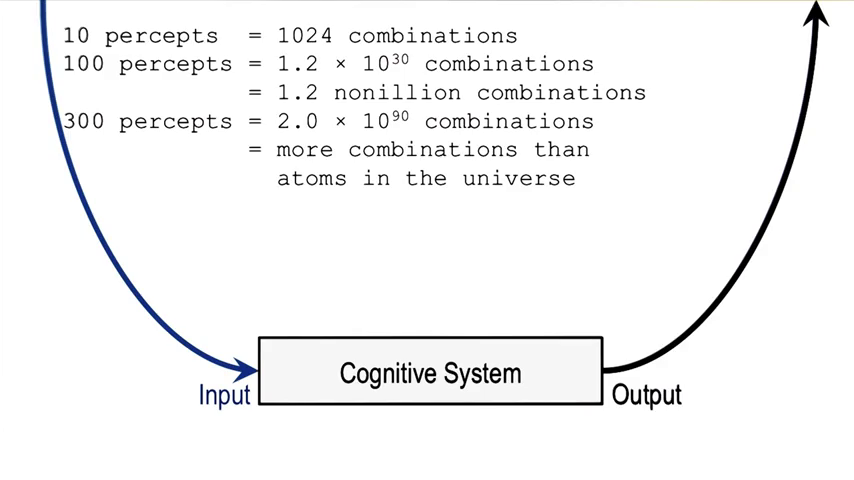 10 percepts = 1024 combinations
100 percepts = 1.2 × 10³⁰ combinations
= 1.2 nonillion combinations
300 percepts = 2.0 × 10⁹⁰ combinations
= more combinations than
atoms in the universe
Cognitive System
Input
Output